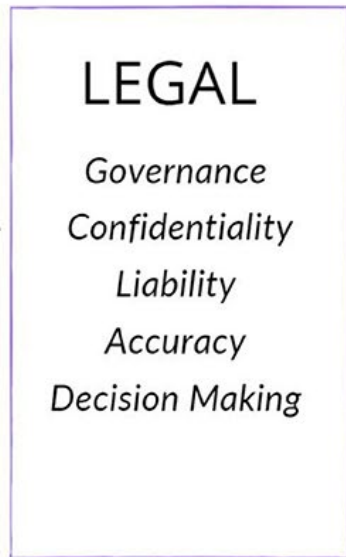 LEGAL
Governance
Confidentiality
Liability
Accuracy
Decision Making